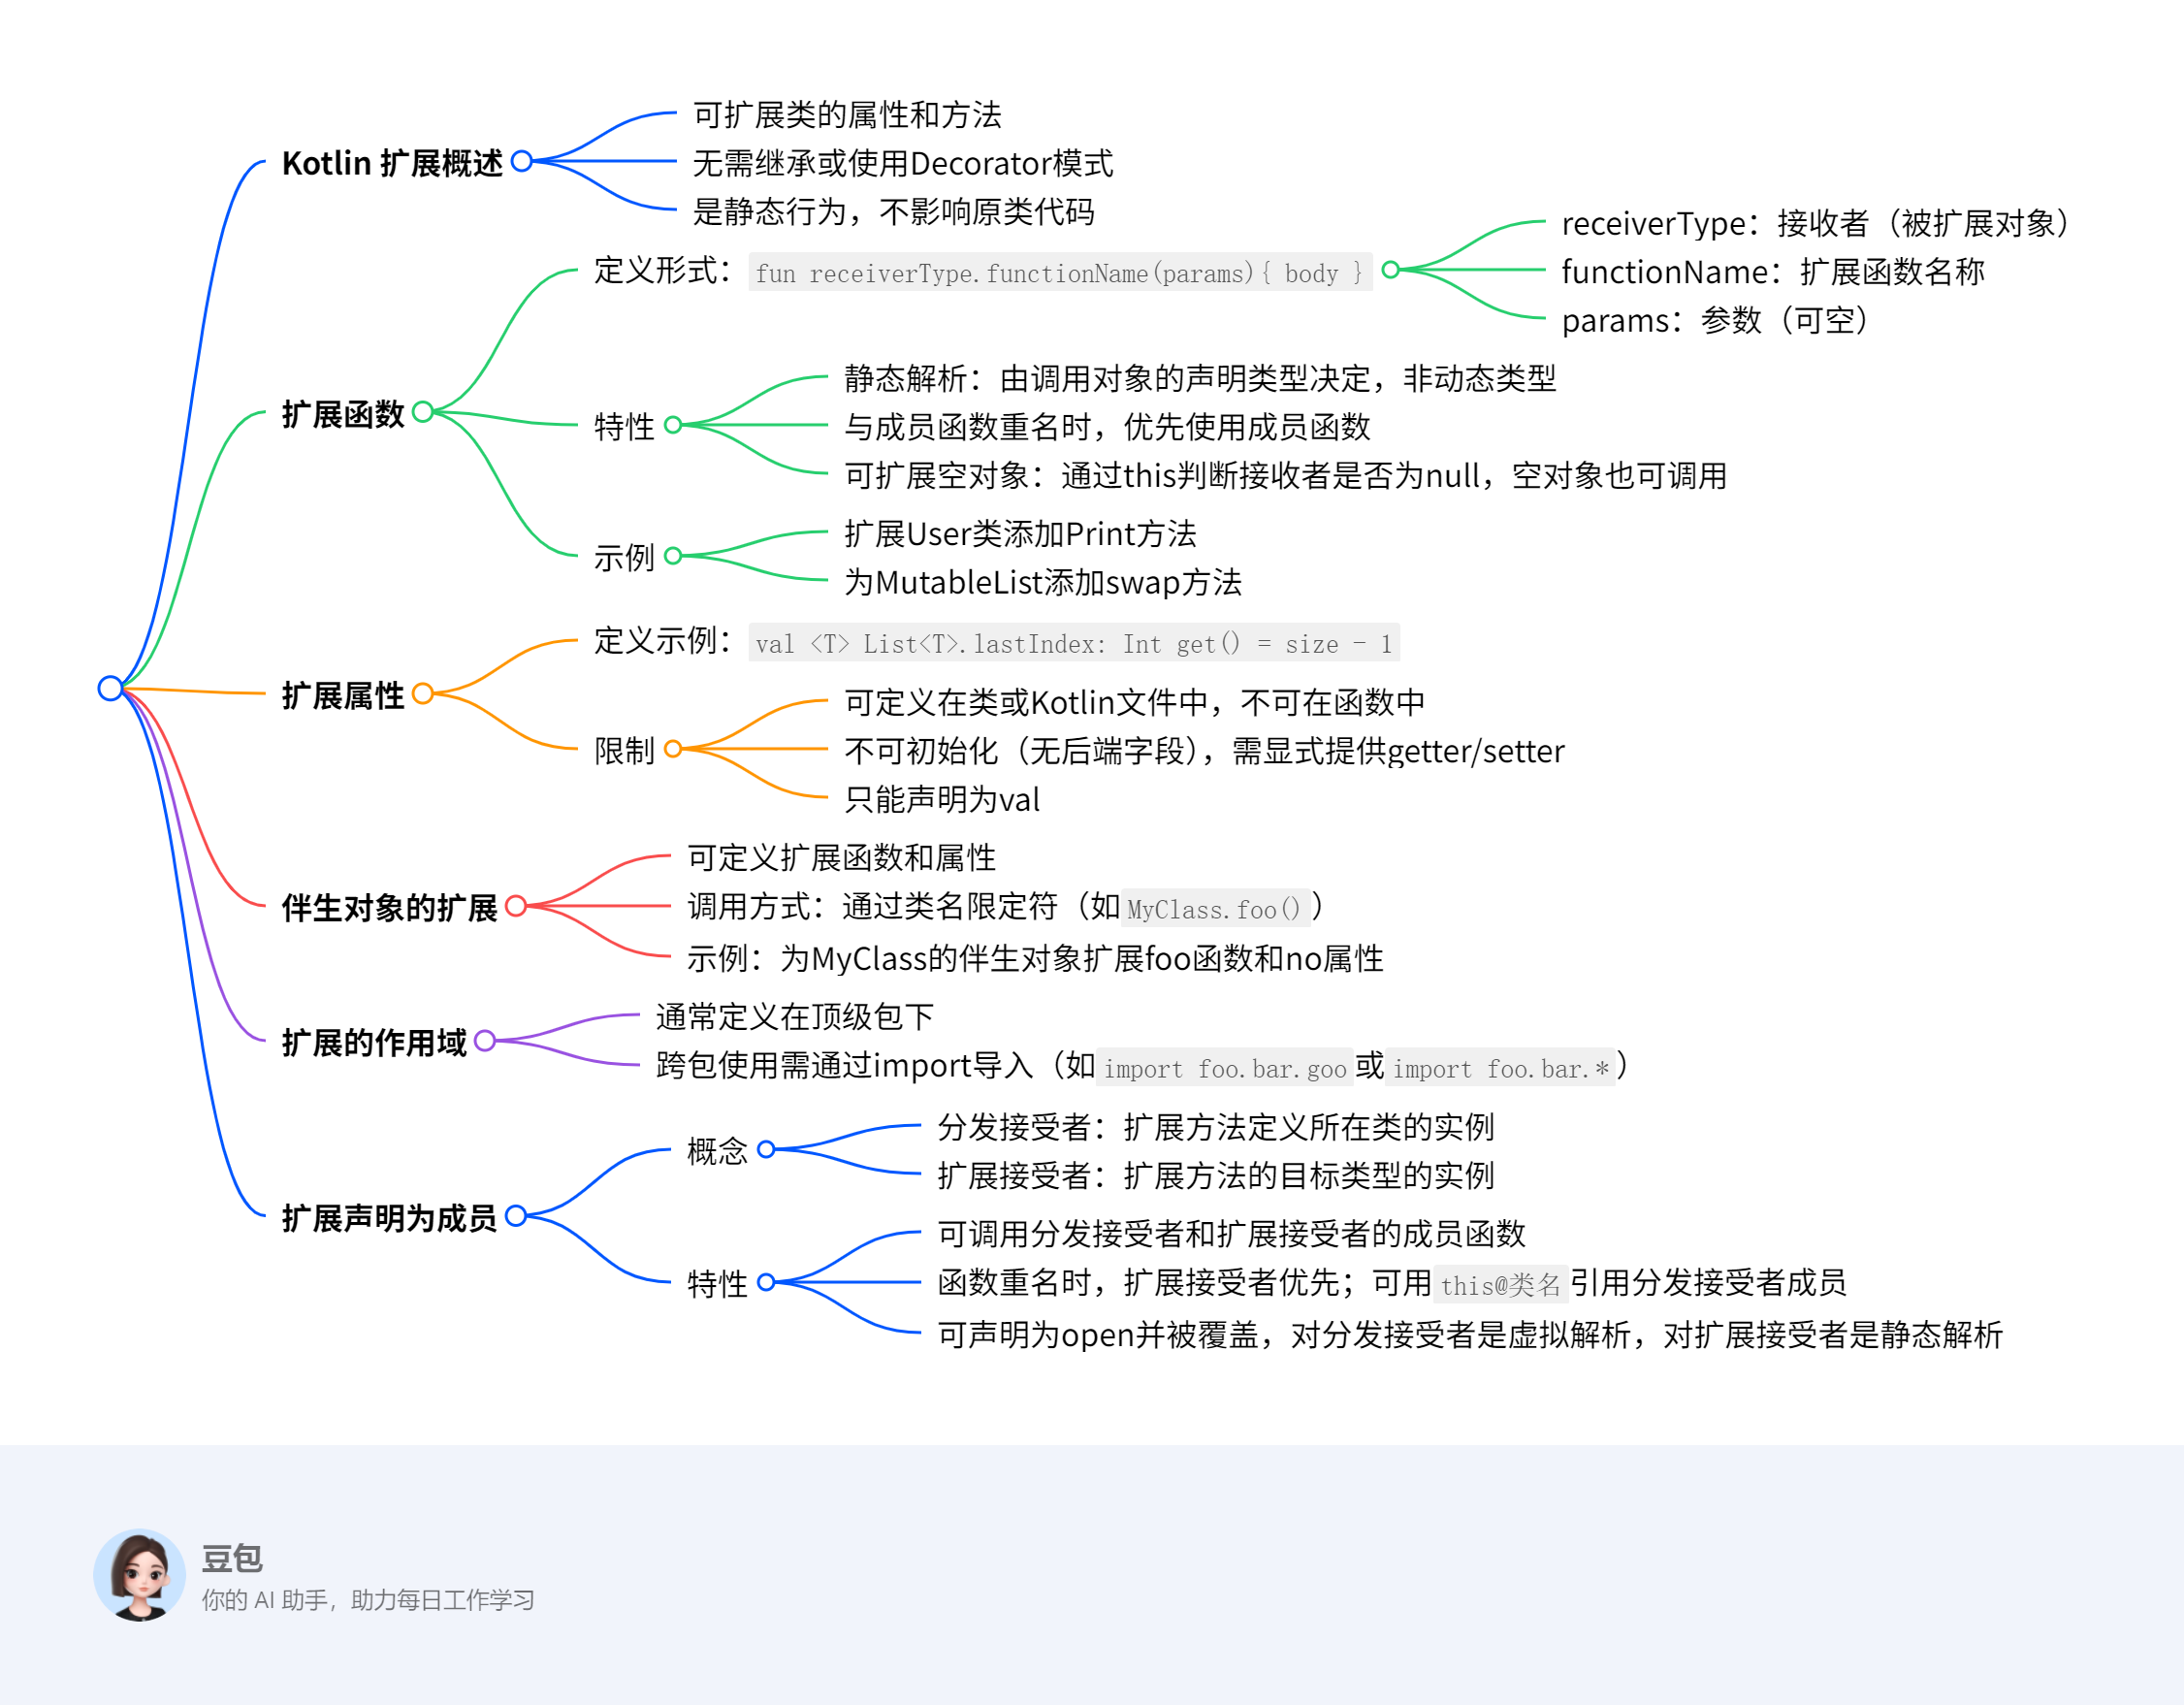 Kotlin 扩展概述
可扩展类的属性和方法
无需继承或使用Decorator模式
是静态行为，不影响原类代码
扩展函数
定义形式：fun receiverType.functionName(params){ body }
receiverType：接收者（被扩展对象）
functionName：扩展函数名称
params：参数（可空）
特性
静态解析：由调用对象的声明类型决定，非动态类型
与成员函数重名时，优先使用成员函数
可扩展空对象：通过this判断接收者是否为null，空对象也可调用
示例
扩展User类添加Print方法
为MutableList添加swap方法
扩展属性
定义示例：val <T> List<T>.lastIndex: Int get() = size - 1
限制
可定义在类或Kotlin文件中，不可在函数中
不可初始化（无后端字段），需显式提供getter/setter
只能声明为val
伴生对象的扩展
可定义扩展函数和属性
调用方式：通过类名限定符（如MyClass.foo()）
示例：为MyClass的伴生对象扩展foo函数和no属性
扩展的作用域
通常定义在顶级包下
跨包使用需通过import导入（如import foo.bar.goo或import foo.bar.*）
扩展声明为成员
概念
分发接受者：扩展方法定义所在类的实例
扩展接受者：扩展方法的目标类型的实例
特性
可调用分发接受者和扩展接受者的成员函数
函数重名时，扩展接受者优先；可用this@类名引用分发接受者成员
可声明为open并被覆盖，对分发接受者是虚拟解析，对扩展接受者是静态解析
豆包
你的 AI 助手，助力每日工作学习